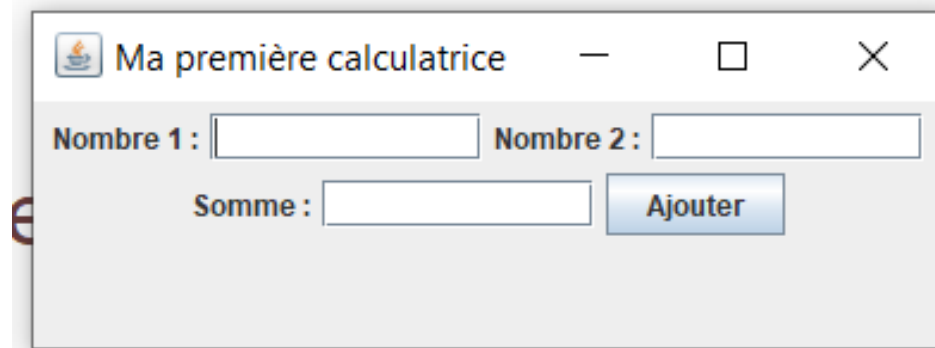 Ma première calculatrice
Nombre 1 : Nombre 2 :
Somme : Ajouter